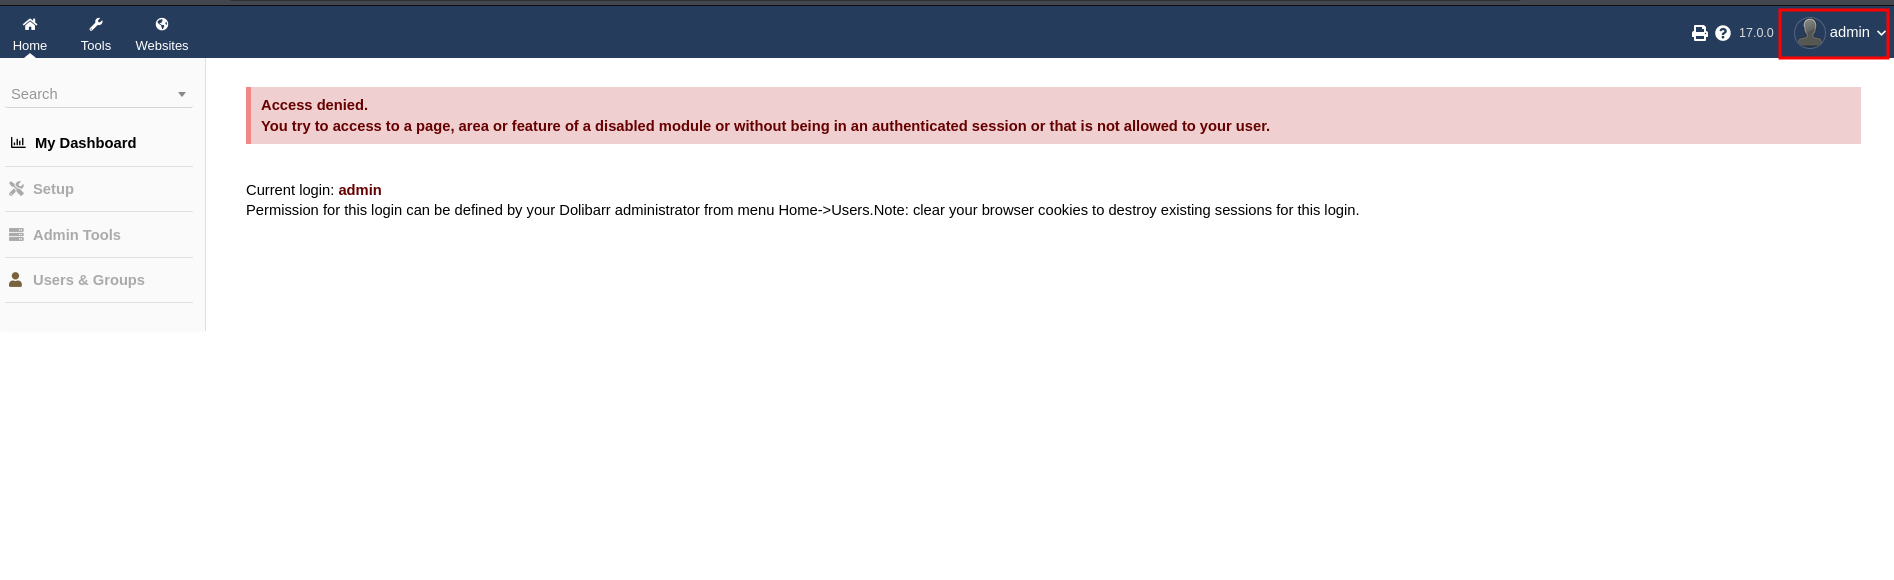 Home
Tools
Websites
17.0.0
admin
Search
My Dashboard
Setup
Admin Tools
Users & Groups
Access denied.
You try to access to a page, area or feature of a disabled module or without being in an authenticated session or that is not allowed to your user.
Current login: admin
Permission for this login can be defined by your Dolibarr administrator from menu Home->Users.Note: clear your browser cookies to destroy existing sessions for this login.